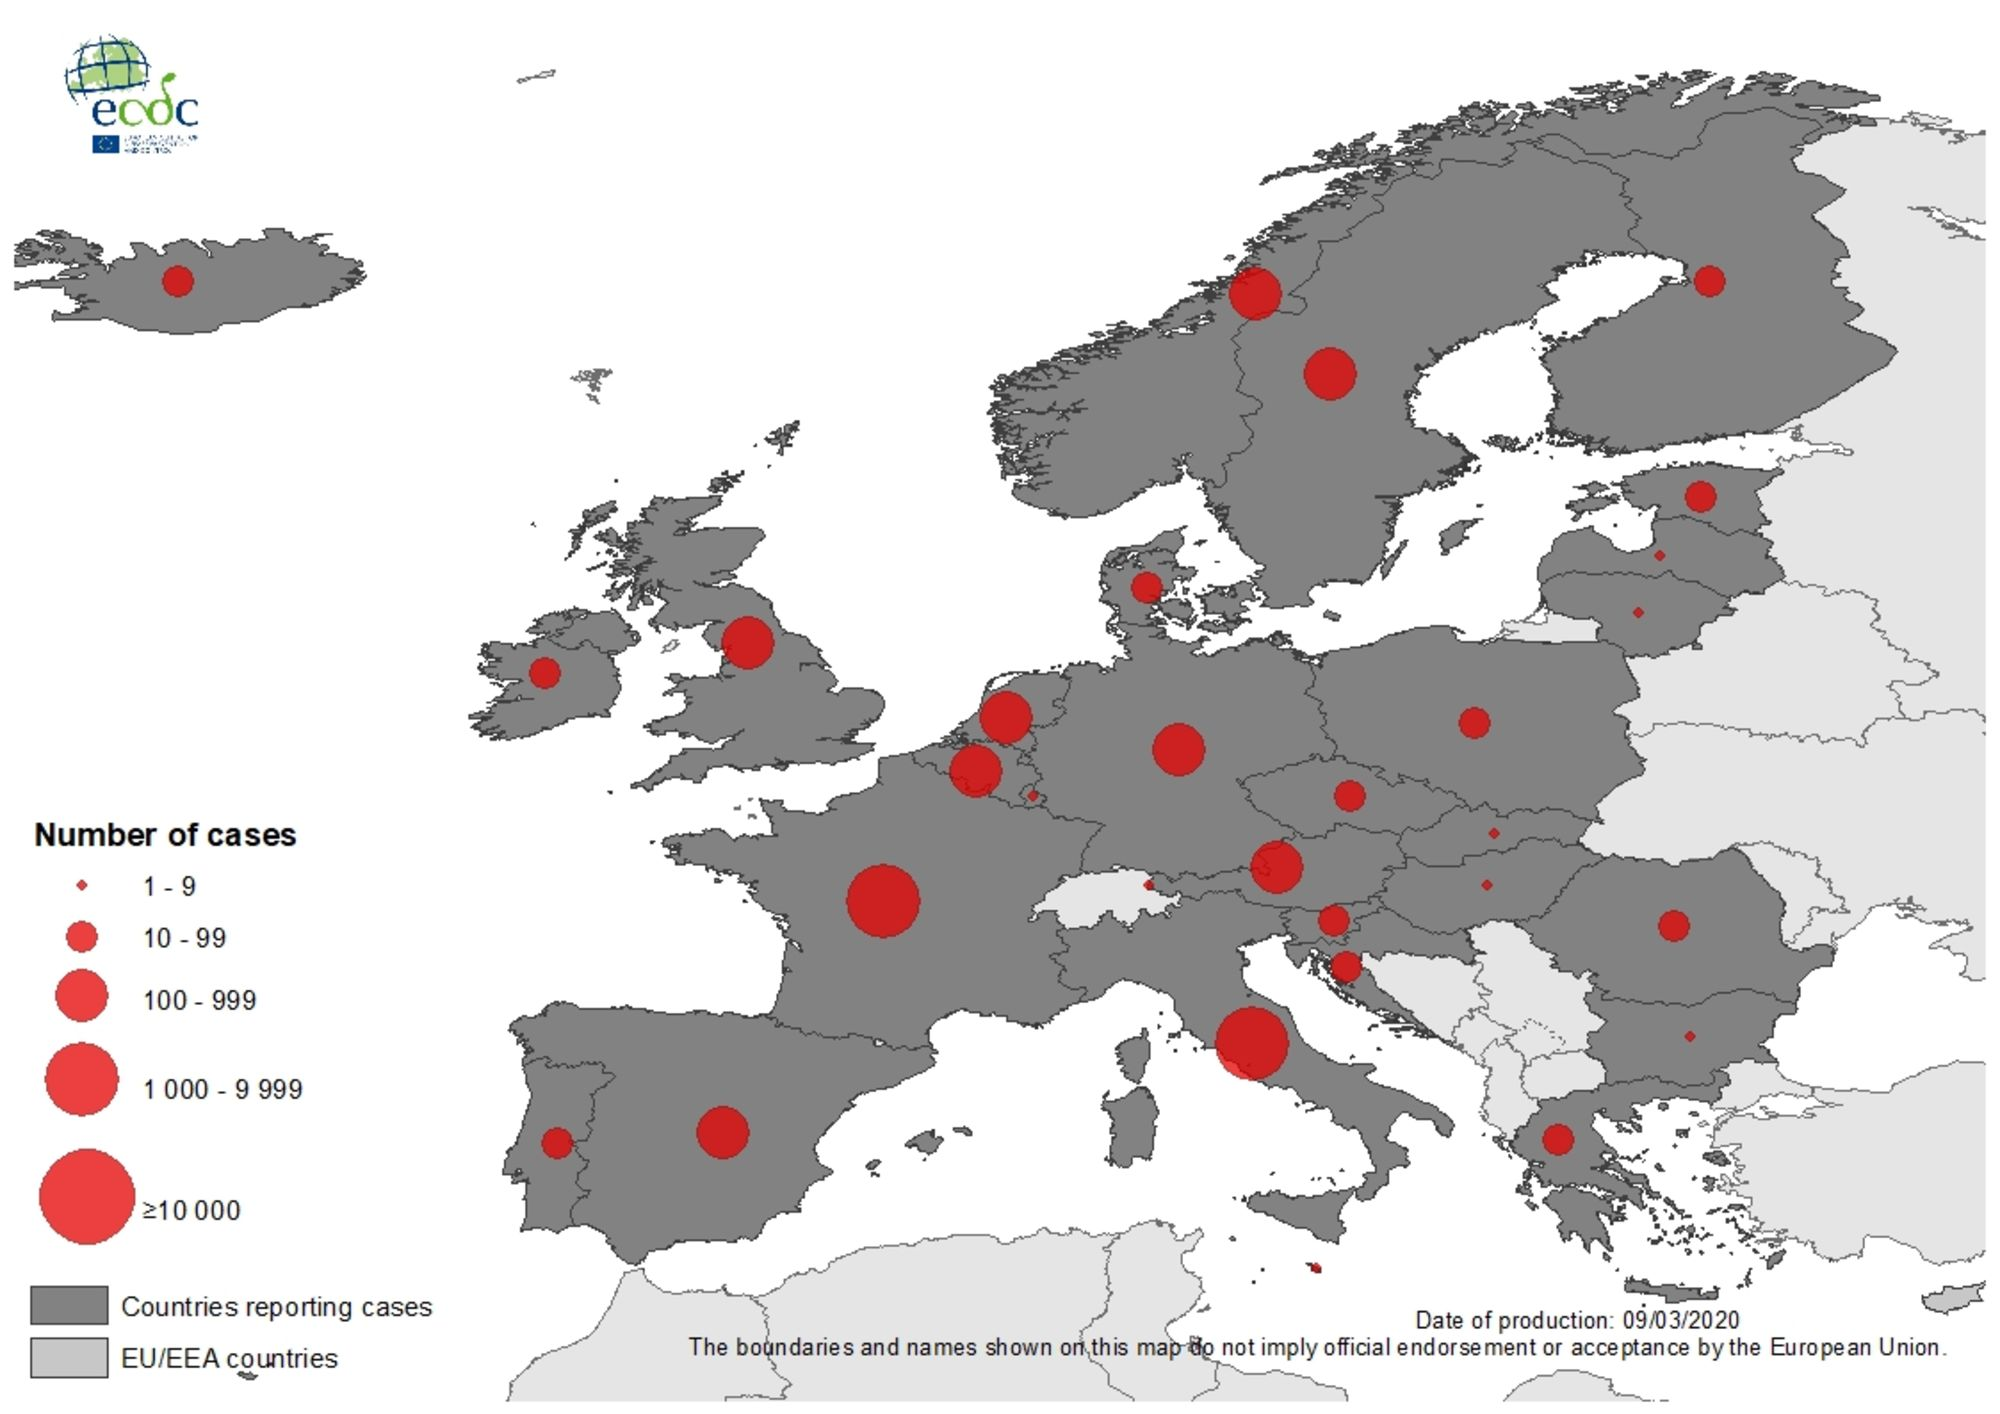 ecdc
Number of cases
1 - 9
10 - 99
100 - 999
1 000 - 9 999
≥10 000
Countries reporting cases
EU/EEA countries
Date of production: 09/03/2020
The boundaries and names shown on this map do not imply official endorsement or acceptance by the European Union.